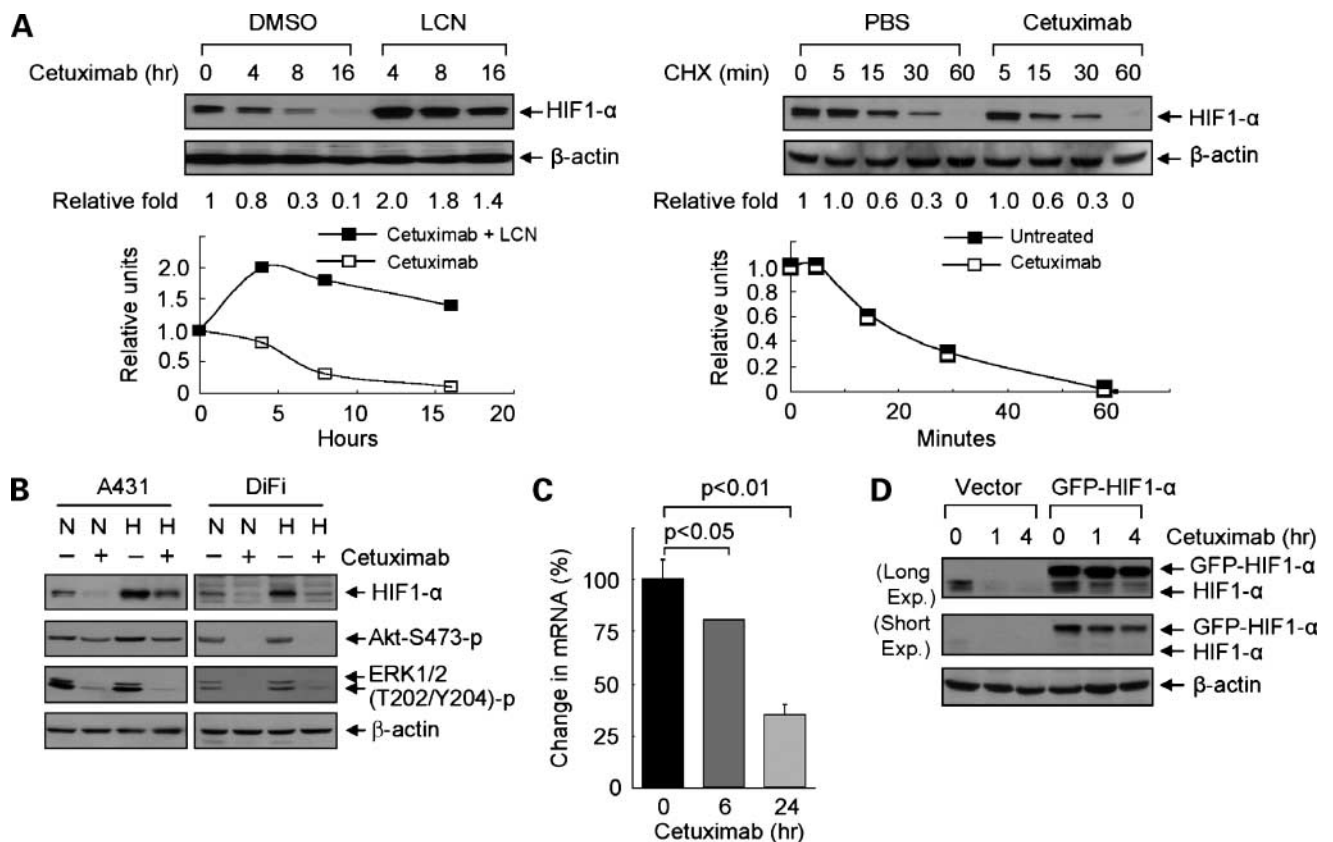 A
DMSO LCN
Cetuximab (hr) 0 4 8 16 4 8 16
HIF1-α
β-actin
Relative fold 1 0.8 0.3 0.1 2.0 1.8 1.4
Cetuximab + LCN
Cetuximab
Relative units
2.0
1.5
1.0
0.5
0
0 5 10 15 20
Hours
PBS Cetuximab
CHX (min) 0 5 15 30 60 5 15 30 60
HIF1-α
β-actin
Relative fold 1 1.0 0.6 0.3 0 1.0 0.6 0.3 0
Untreated
Cetuximab
Relative units
1.0
0.8
0.6
0.4
0.2
0
0 20 40 60
Minutes
B
A431 DiFi
N N H H N N H H
– + – + – + – + Cetuximab
HIF1-α
Akt-S473-p
ERK1/2
(T202/Y204)-p
β-actin
C
p<0.01
p<0.05
Change in mRNA (%)
100
75
50
25
0
0 6 24
Cetuximab (hr)
D
Vector GFP-HIF1-α
0 1 4 0 1 4 Cetuximab (hr)
(Long
Exp.)
GFP-HIF1-α
HIF1-α
(Short
Exp.)
GFP-HIF1-α
HIF1-α
β-actin